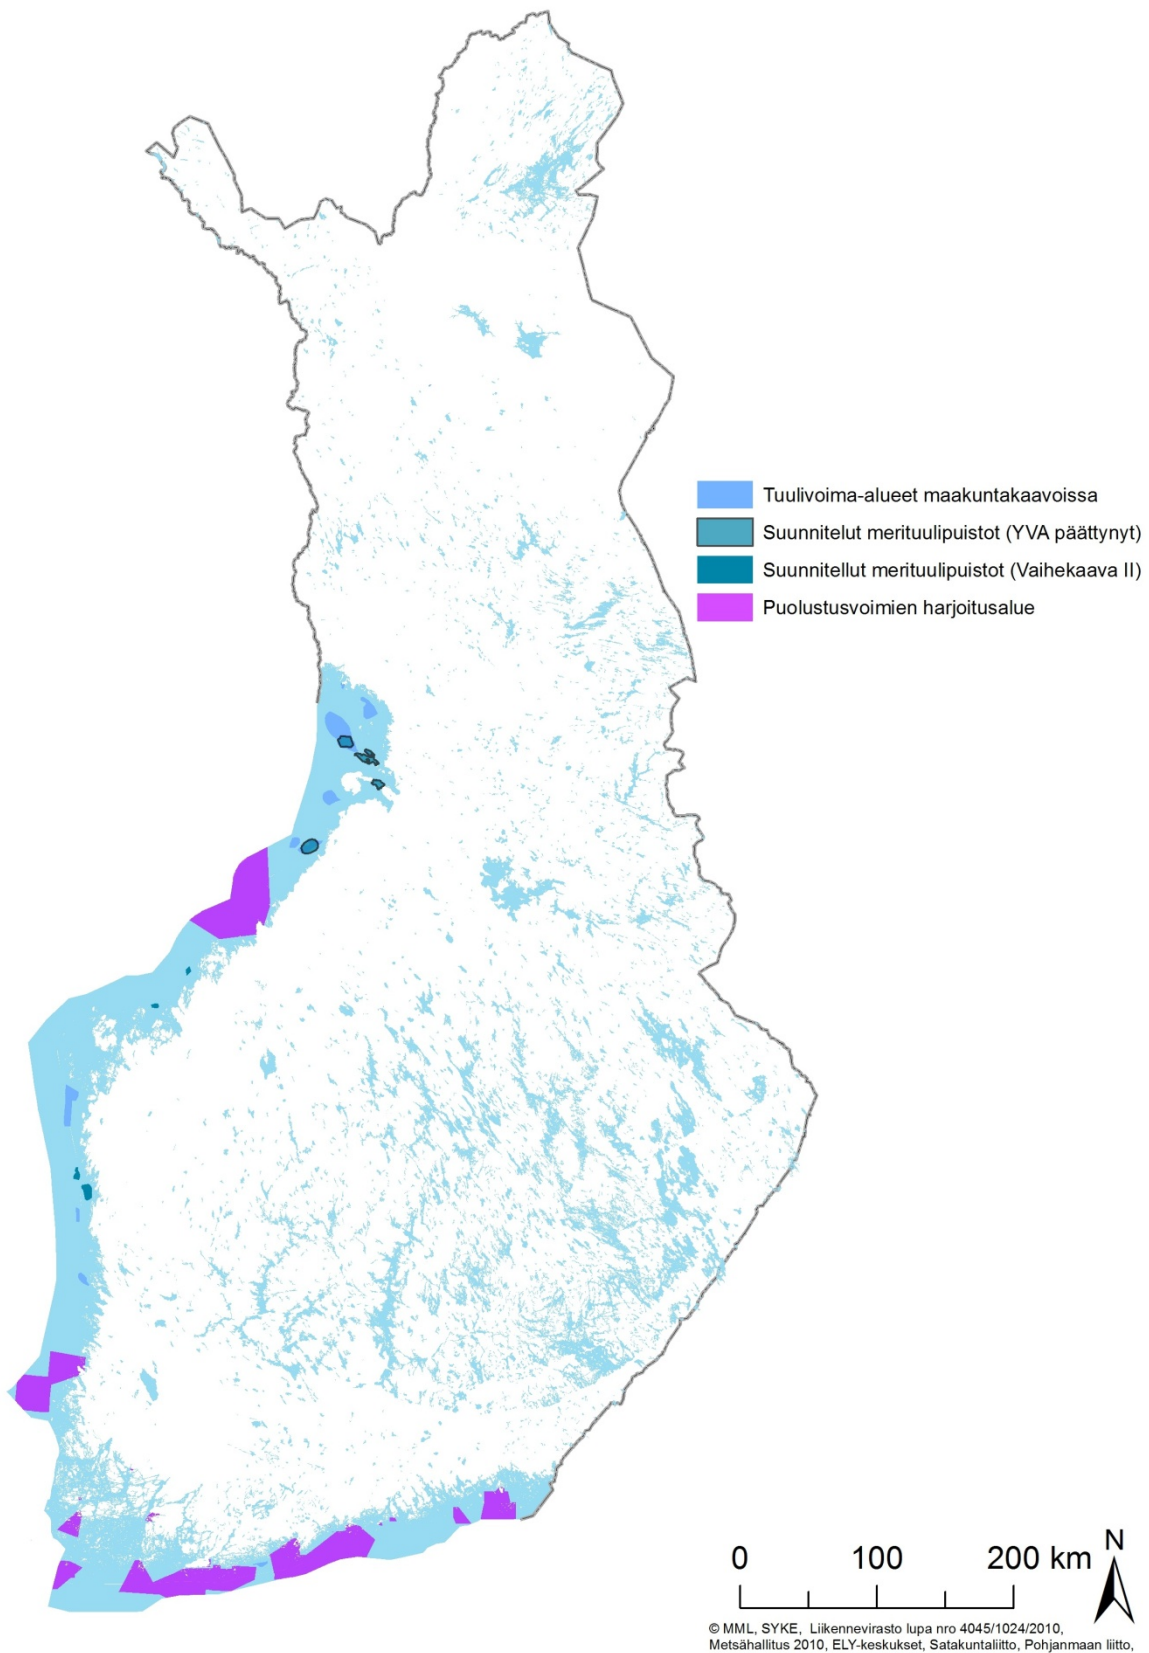 Tuulivoima-alueet maakuntakaavoissa
Suunnitelut merituulipuistot (YVA päättynyt)
Suunnitellut merituulipuistot (Vaihekaava II)
Puolustusvoimien harjoitusalue
N
0 100 200 km
© MML, SYKE, Liikennevirasto lupa nro 4045/1024/2010,
Metsähallitus 2010, ELY-keskukset, Satakuntaliitto, Pohjanmaan liitto,